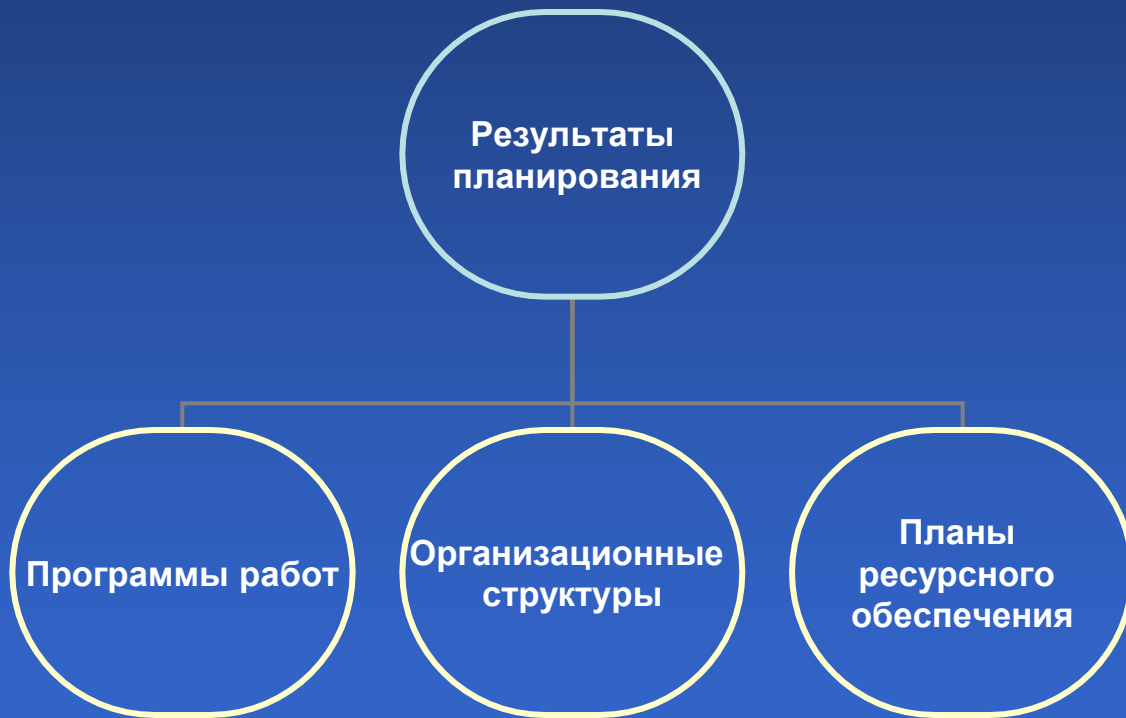 Результаты
планирования
Программы работ
Организационные
структуры
Планы
ресурсного
обеспечения